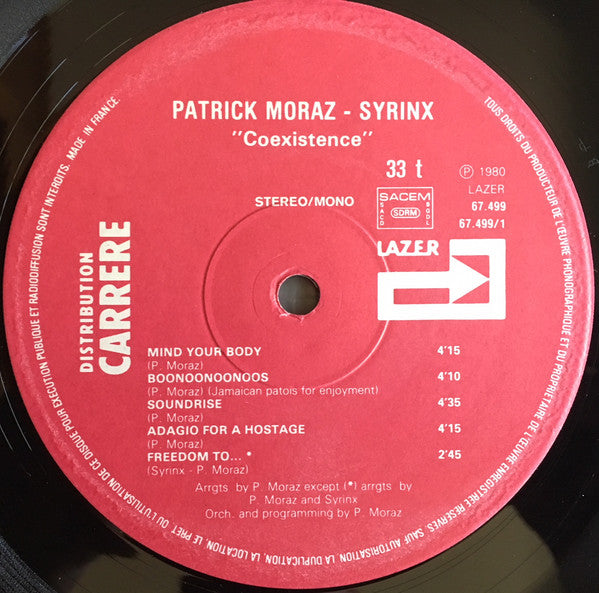 PATRICK MORAZ - SYRINX
"Coexistence"
33 t
Ⓟ 1980
LAZER
67.499
67.499/1
STEREO/MONO
SACEM
SACD
SDRM
SGDL
LAZER
DISTRIBUTION
CARRERE
MIND YOUR BODY 4'15
(P. Moraz)
BOONOONOONOOS 4'10
(P. Moraz) (Jamaican patois for enjoyment)
SOUNDRISE 4'35
(P. Moraz)
ADAGIO FOR A HOSTAGE 4'15
(P. Moraz)
FREEDOM TO... * 2'45
(Syrinx - P. Moraz)
Arrgts by P. Moraz except (*) arrgts by
P. Moraz and Syrinx
Orch. and programming by P. Moraz
TOUS DROITS DU PRODUCTEUR DE L'ŒUVRE PHONOGRAPHIQUE ET DU PROPRIETAIRE DE L'ŒUVRE ENREGISTREE RESERVES. SAUF AUTORISATION, LA DUPLICATION, LA LOCATION, LE PRET, OU L'UTILISATION DE CE DISQUE POUR EXECUTION PUBLIQUE ET RADIODIFFUSION SONT INTERDITS. MADE IN FRANCE.